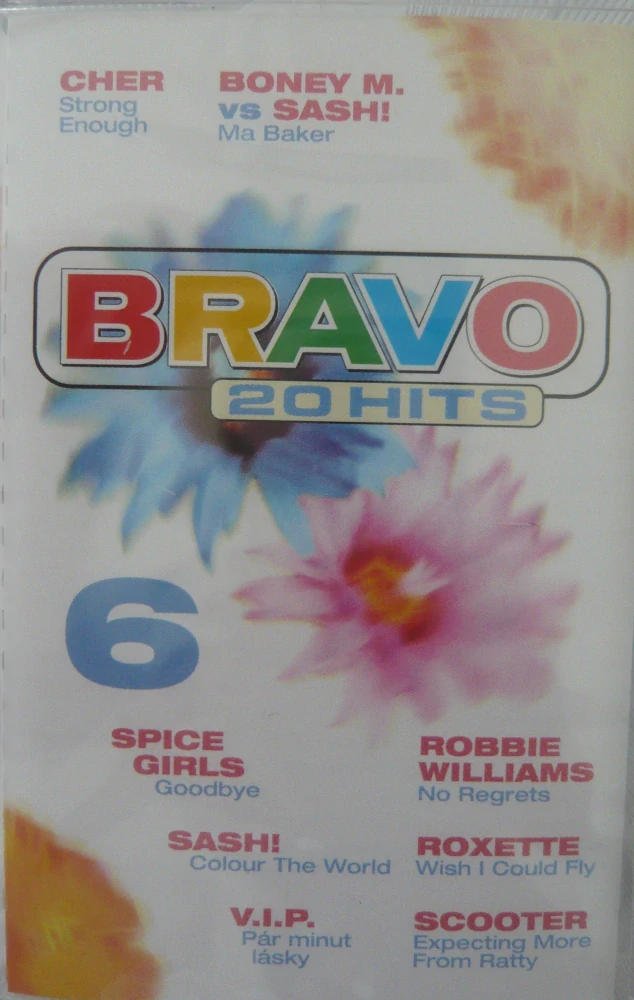 CHER
Strong
Enough
BONEY M.
vs SASH!
Ma Baker
BRAVO
20 HITS
6
SPICE
GIRLS
Goodbye
ROBBIE
WILLIAMS
No Regrets
SASH!
Colour The World
ROXETTE
Wish I Could Fly
V.I.P.
Pár minut
lásky
SCOOTER
Expecting More
From Ratty